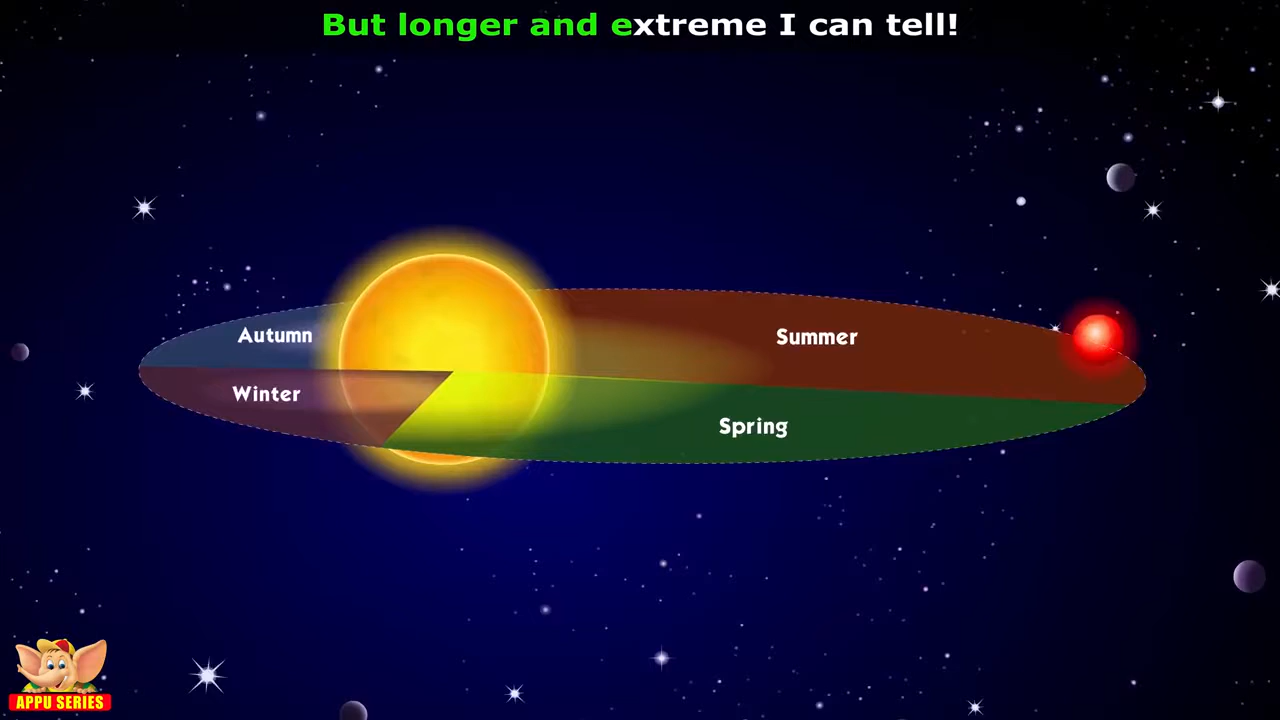 But longer and extreme I can tell!
Autumn
Summer
Winter
Spring
APPU SERIES